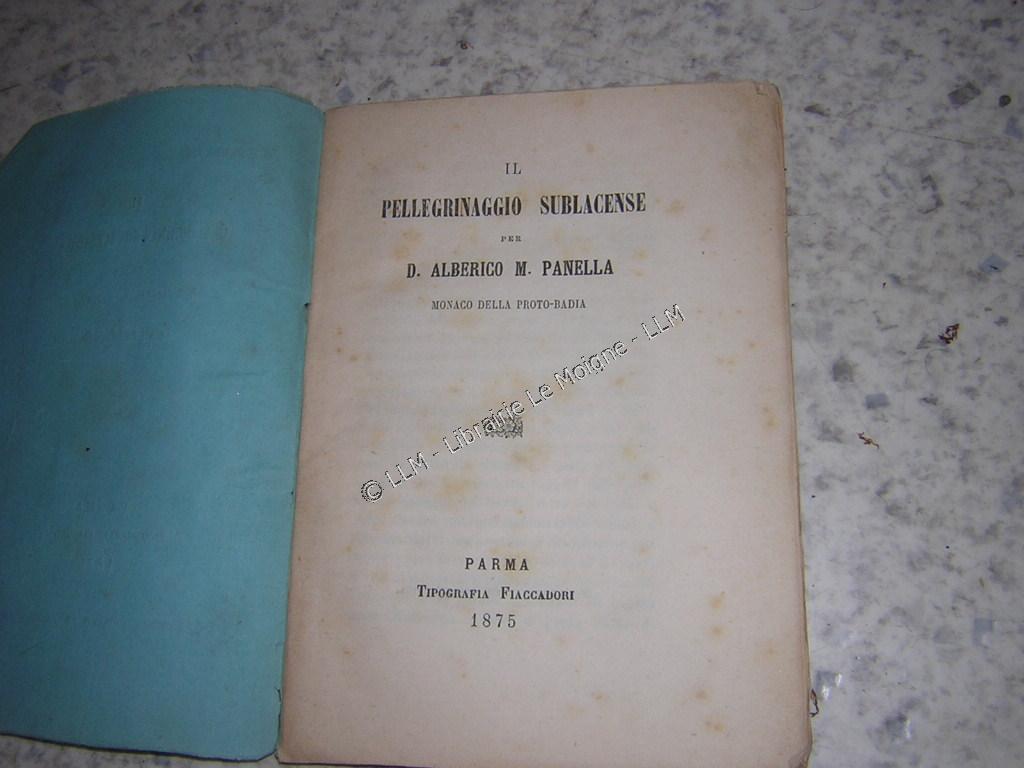 IL
PELLEGRINAGGIO SUBLACENSE
PER
D. ALBERICO M. PANELLA
MONACO DELLA PROTO-BADIA
© LLM - Librairie Le Moigne - LLM
PARMA
TIPOGRAFIA FIACCADORI
1875